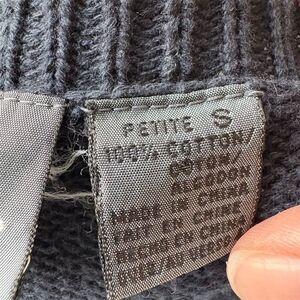 PETITE S
100% COTTON/
COTON/
ALGODON
MADE IN CHINA
FAIT EN CHINE
HECHO EN CHINA